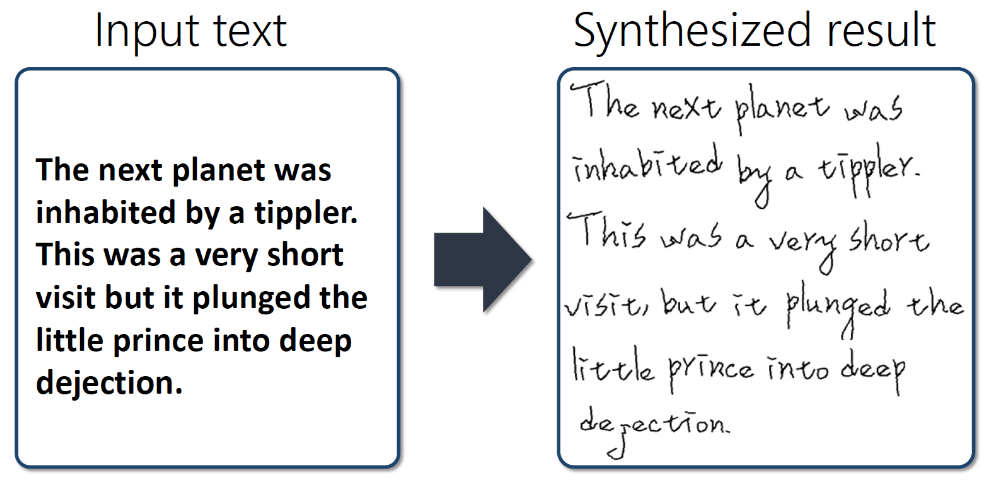 Input text
The next planet was
inhabited by a tippler.
This was a very short
visit but it plunged the
little prince into deep
dejection.
Synthesized result
The next planet was
inhabited by a tippler.
This was a very short
visit, but it plunged the
little prince into deep
dejection.